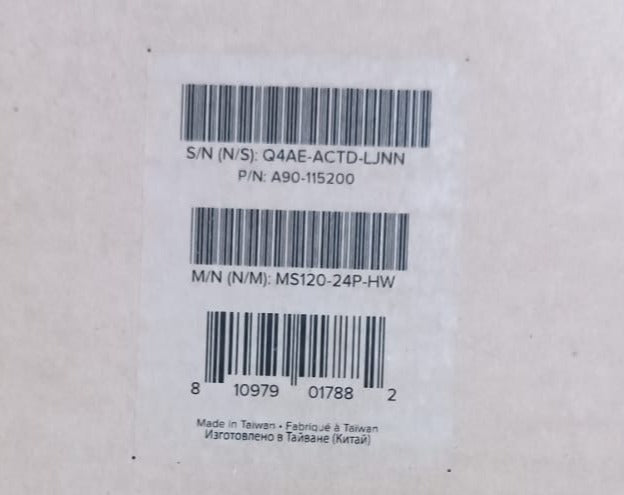 S/N (N/S): Q4AE-ACTD-LJNN
P/N: A90-115200
M/N (N/M): MS120-24P-HW
8 10979 01788 2
Made in Taiwan • Fabriqué à Taiwan
Изготовлено в Тайване (Китай)